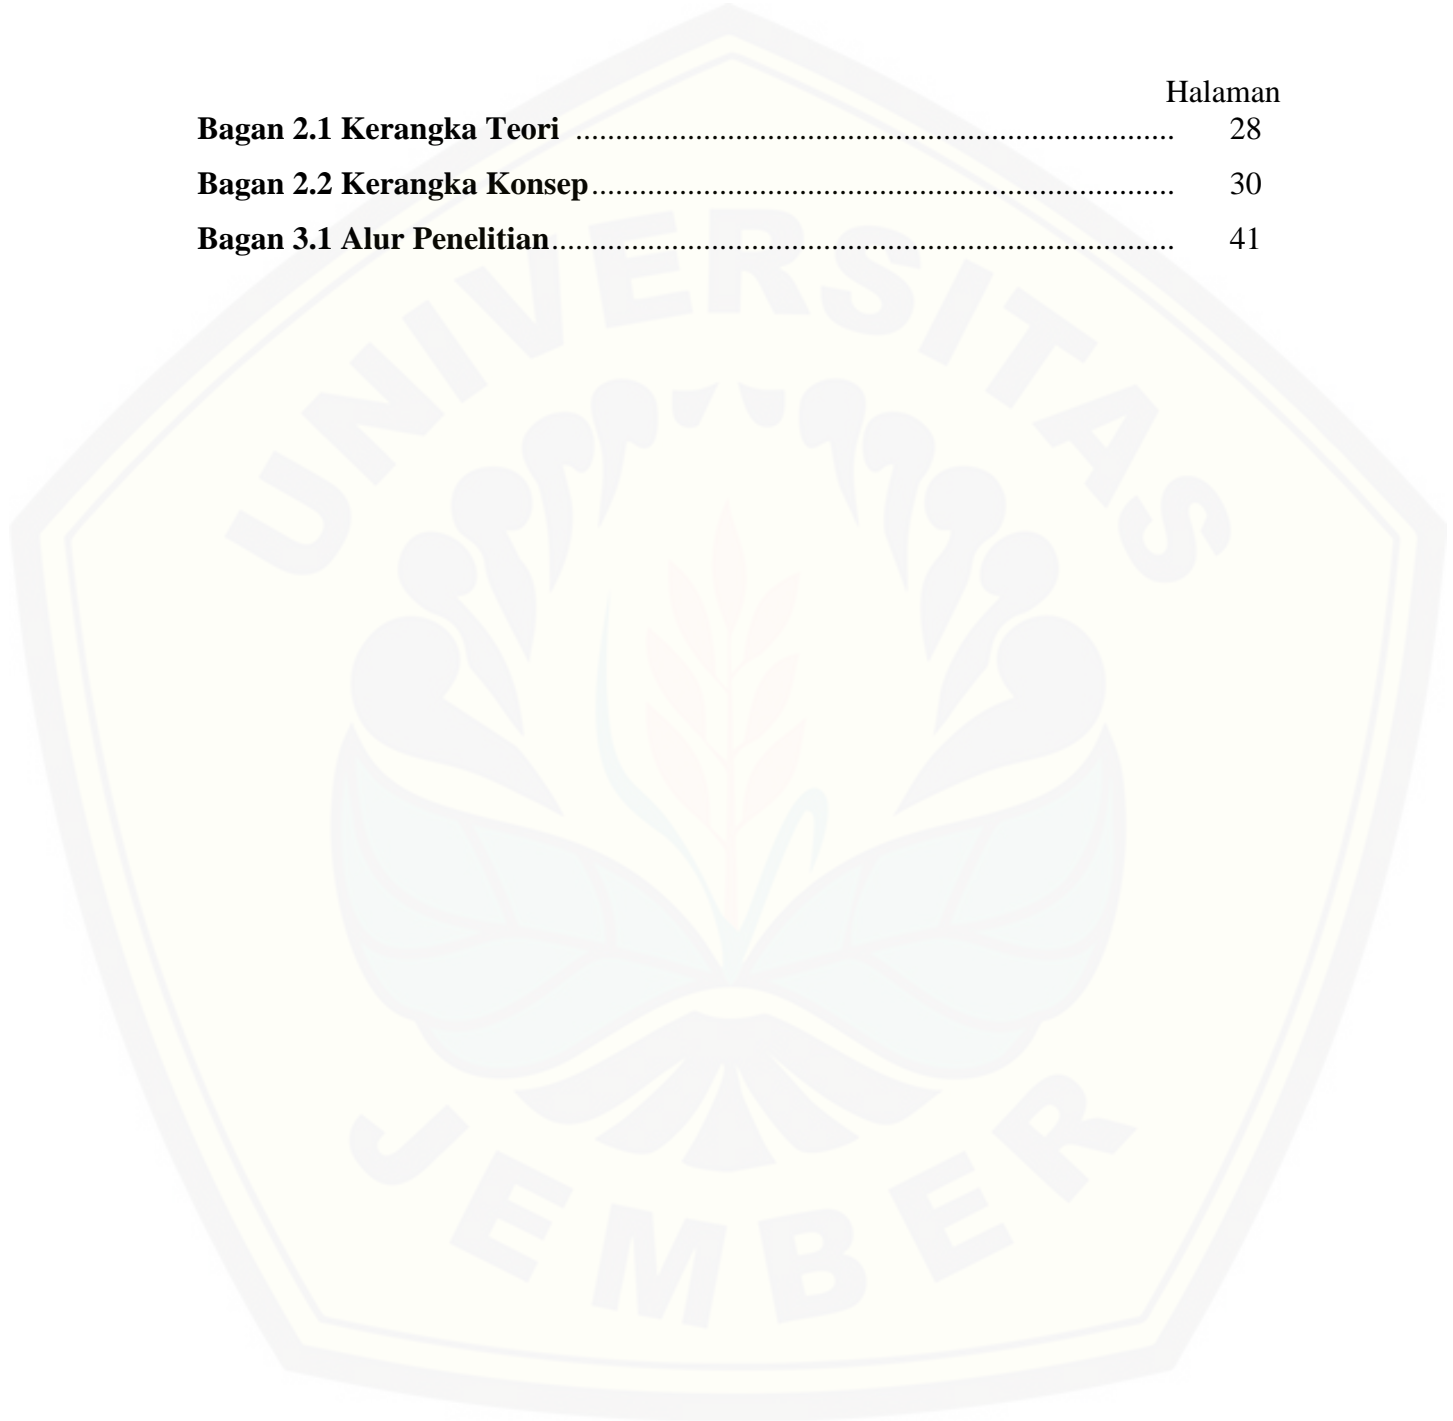 Halaman
Bagan 2.1 Kerangka Teori .............................................................. 28
Bagan 2.2 Kerangka Konsep............................................................ 30
Bagan 3.1 Alur Penelitian................................................................ 41
UNIVERSITAS
JEMBER